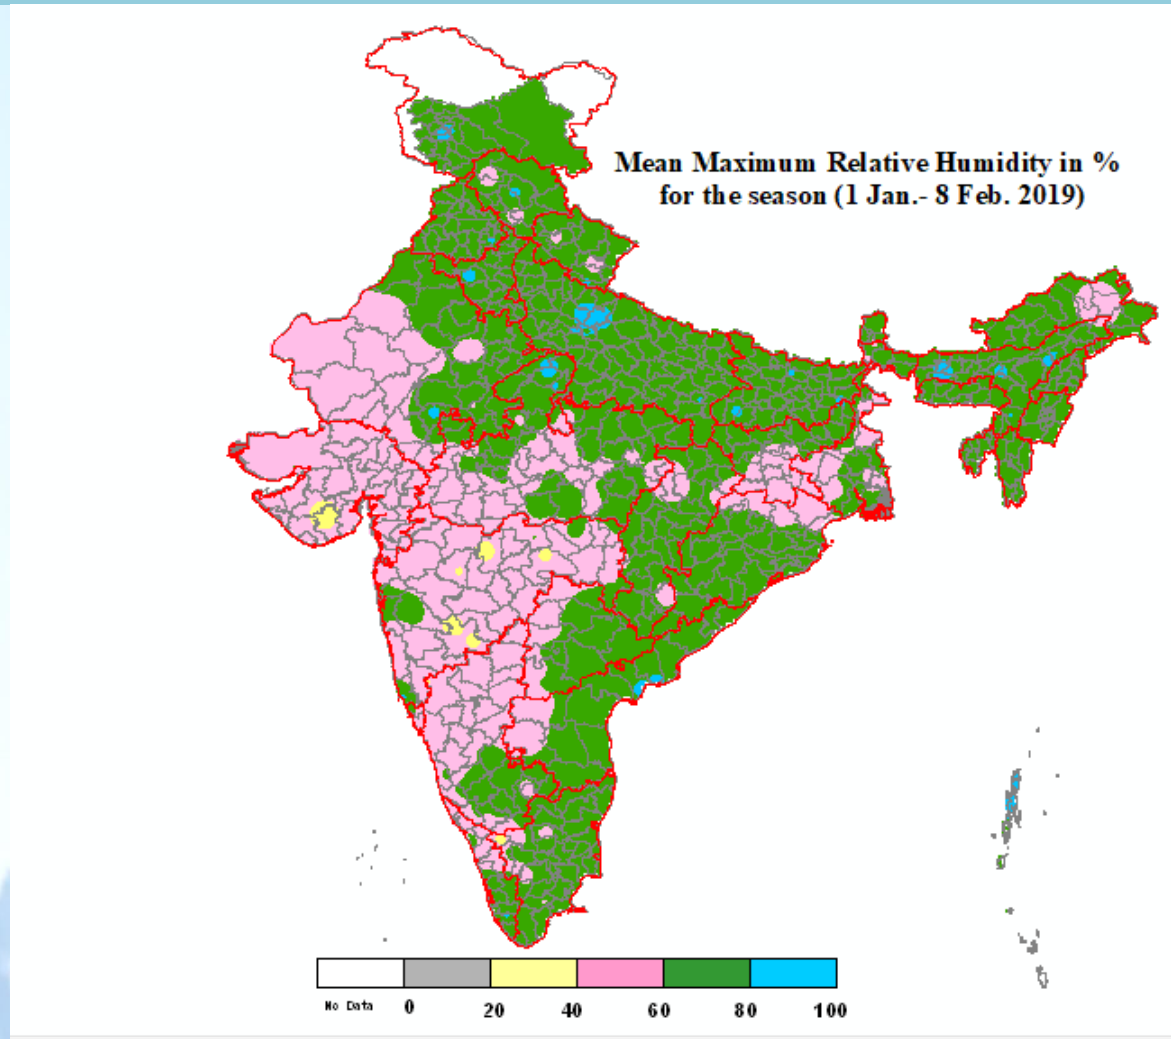 Mean Maximum Relative Humidity in %
for the season (1 Jan.- 8 Feb. 2019)
No Data 0 20 40 60 80 100